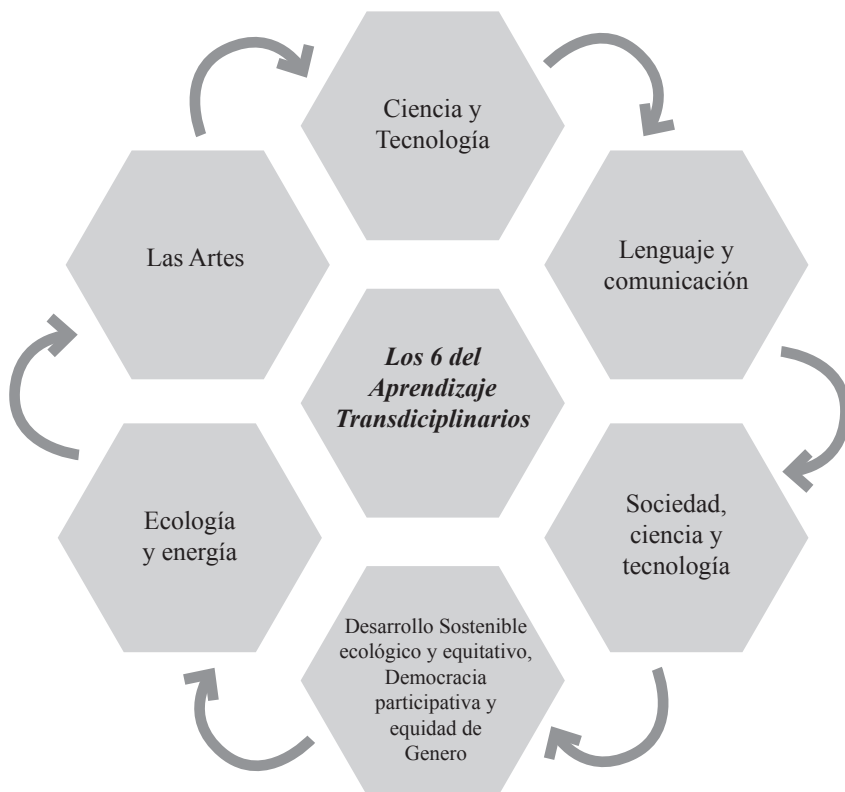 Ciencia y
Tecnología
Lenguaje y
comunicación
Las Artes
Los 6 del
Aprendizaje
Transdiciplinarios
Sociedad,
ciencia y
tecnología
Ecología
y energía
Desarrollo Sostenible
ecológico y equitativo,
Democracia
participativa y
equidad de
Genero